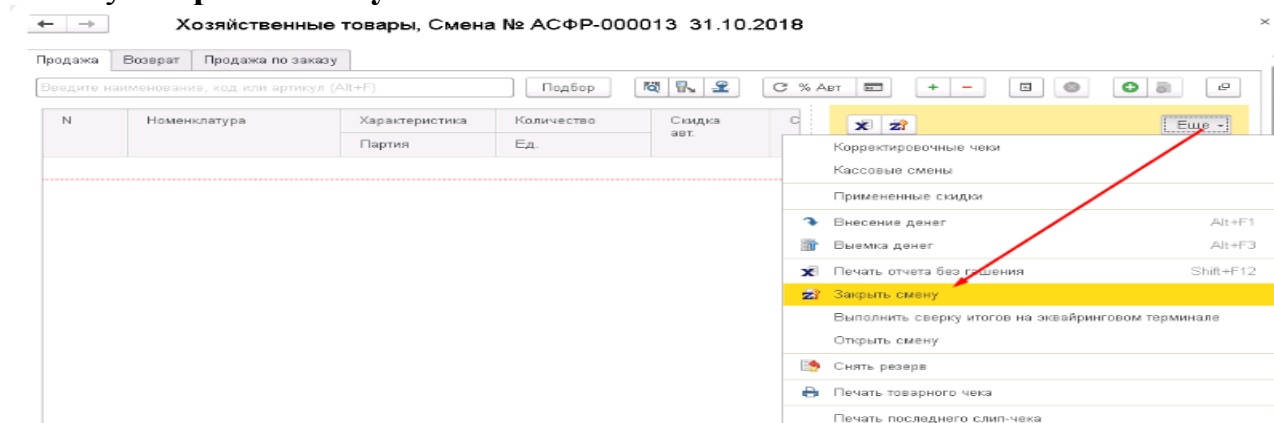 Хозяйственные товары, Смена № АСФР-000013 31.10.2018
Продажа Возврат Продажа по заказу
Введите наименование, код или артикул (Alt+F) Подбор % Авт
N Номенклатура Характеристика Количество Скидка авт. С
Партия Ед.
Еще
Корректировочные чеки
Кассовые смены
Примененные скидки
Внесение денег Alt+F1
Выемка денег Alt+F3
Печать отчета без гашения Shift+F12
Закрыть смену
Выполнить сверку итогов на эквайринговом терминале
Открыть смену
Снять резерв
Печать товарного чека
Печать последнего слип-чека